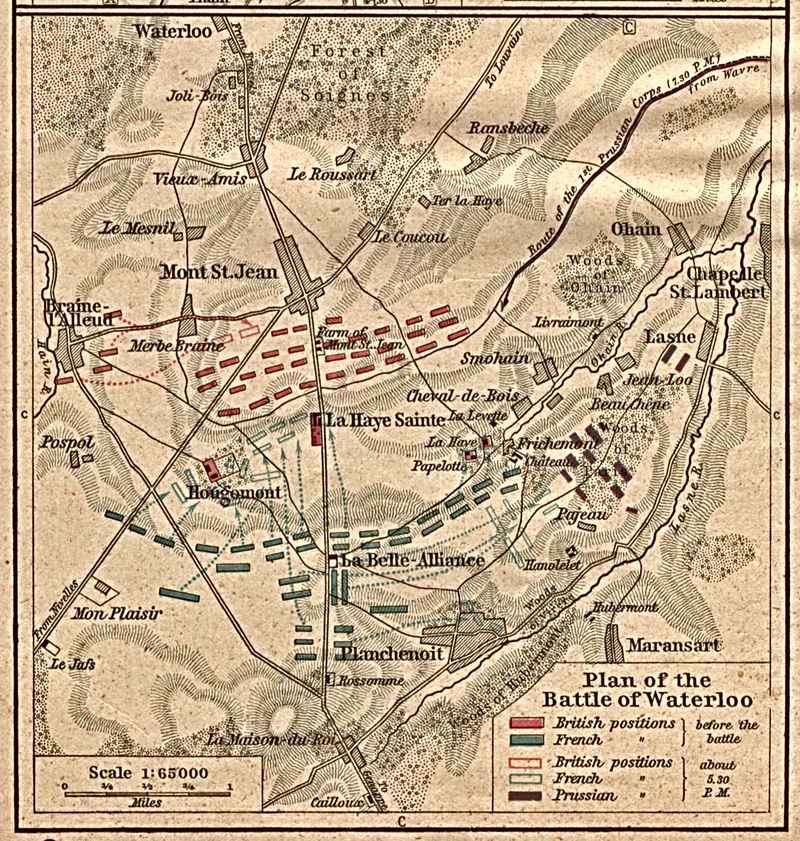 Waterloo
Forest
of
Soignes
C
To Louvain
Corps (7.30 P.M.)
from Wavre
Route of the 1st Prussian
Joli-Bois
Ransbeche
Vieux-Amis
Le Roussart
Ter la Haye
Le Mesnil
Le Coucou
Ohain
Mont St. Jean
Woods
of
Ohain
Chapelle
St. Lambert
Braine-
l'Alleud
Hain R.
Merbe Braine
Farm of
Mont St. Jean
Livraimont
Ohain R.
Lasne
Smohain
Jean-Loo
Cheval-de-Bois
Beau Chêne
C
La Haye Sainte
La Levette
C
Pospol
La Haye
Frichemont
Woods
of
Papelotte
Château
Hougomont
Lasne R.
Pajeau
La Belle-Alliance
Hanolelet
Woods
of
Mon Plaisir
Hubermont
From Nivelles
Planchenoit
Maransart
Woods of Hubermont
Le Jass
Rossomme
La Maison-du-Roi
To
Genappe
Cailloux
Plan of the
Battle of Waterloo
British positions
French "
before the
battle
British positions
French "
Prussian "
about
5.30
P.M.
Scale 1:65000
0 1/4 1/2 3/4 1
Miles
C